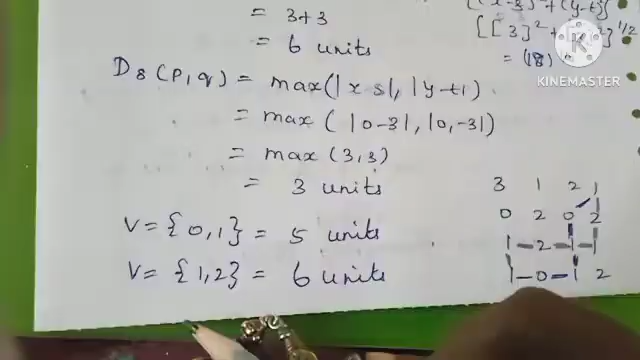 = 3+3
= 6 units
D8 (P,q) = max(|x-s|, |y-t|)
= max ( |0-3|, |0,-3|)
= max (3,3)
= 3 units
V = {0,1} = 5 units
V = {1,2} = 6 units
[[3]²
= (18)
KINEMASTER
3 1 2 1
0 2 0 2
1-2-1-1
1-0-1 2